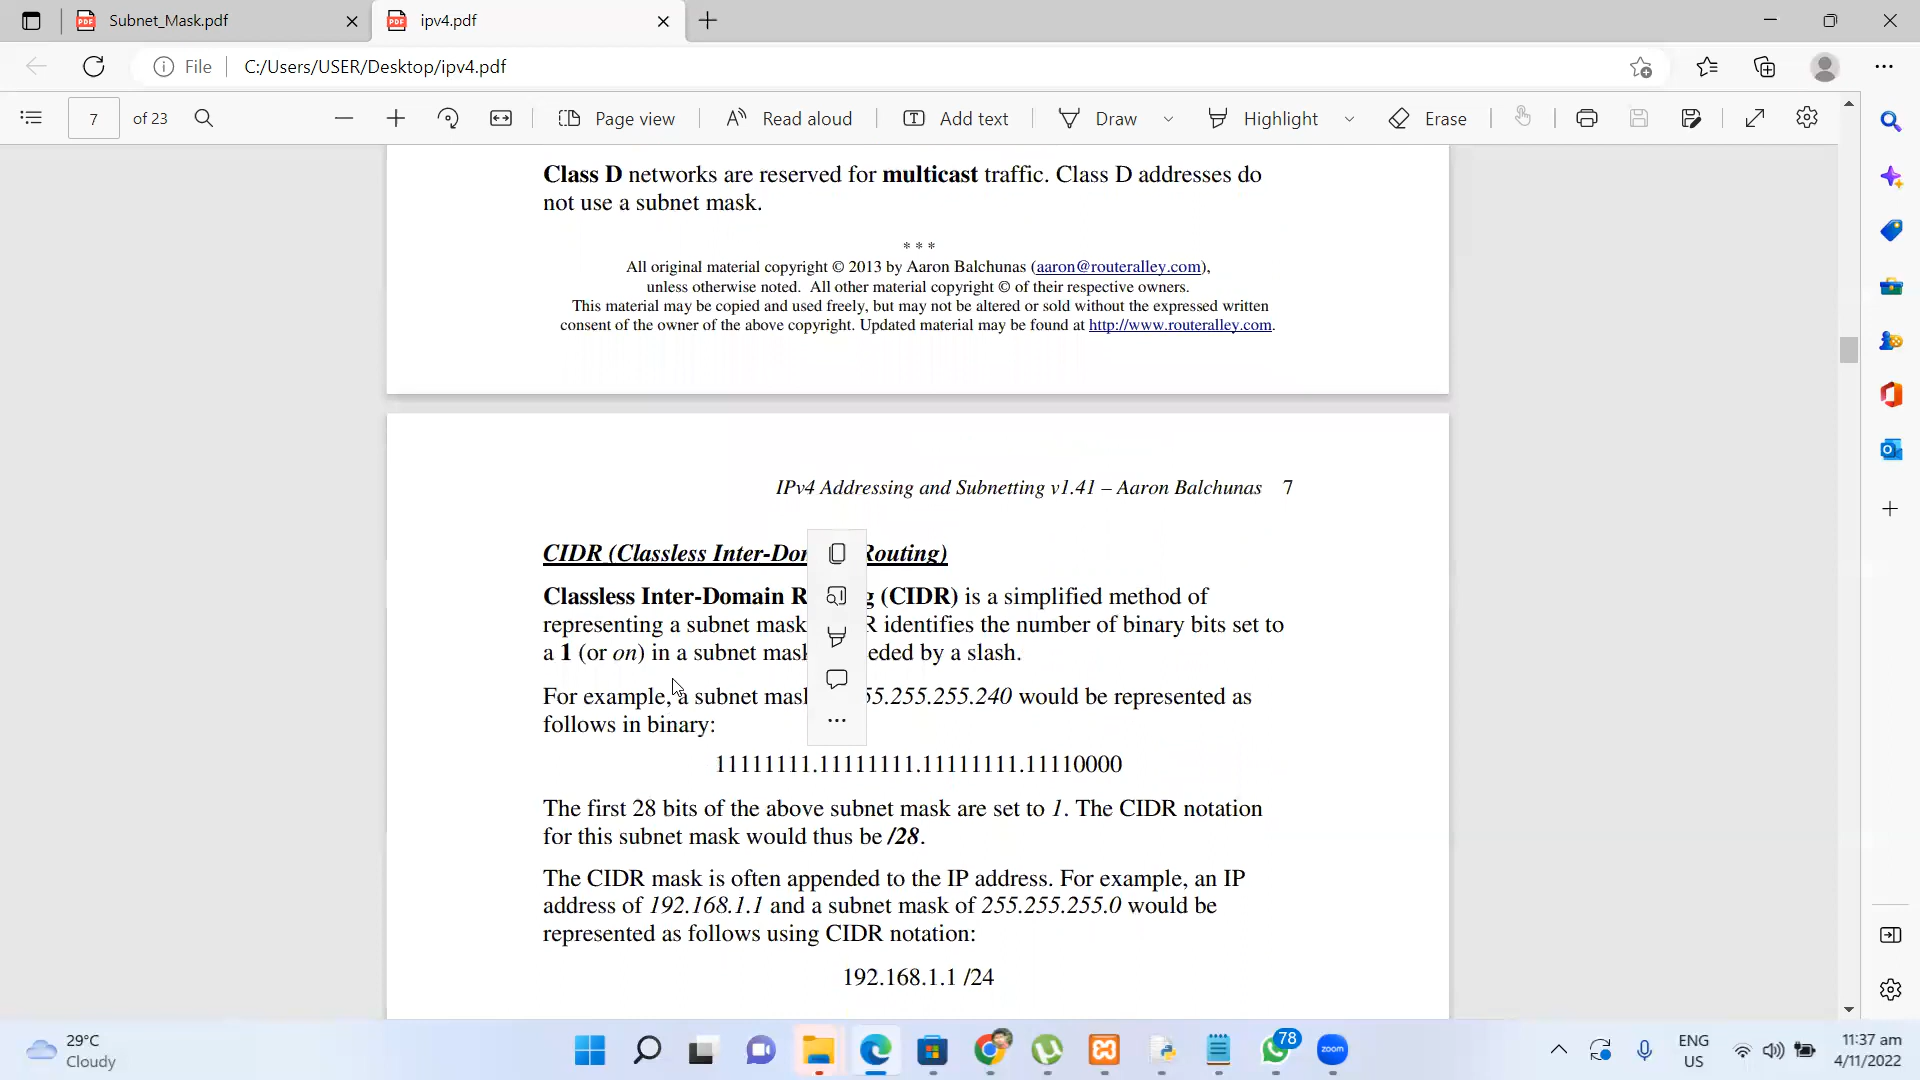 Subnet_Mask.pdf
ipv4.pdf
File
C:/Users/USER/Desktop/ipv4.pdf
7 of 23
Page view
Read aloud
Add text
Draw
Highlight
Erase
Class D networks are reserved for multicast traffic. Class D addresses do
not use a subnet mask.
* * *
All original material copyright © 2013 by Aaron Balchunas (aaron@routeralley.com),
unless otherwise noted. All other material copyright © of their respective owners.
This material may be copied and used freely, but may not be altered or sold without the expressed written
consent of the owner of the above copyright. Updated material may be found at http://www.routeralley.com.
IPv4 Addressing and Subnetting v1.41 – Aaron Balchunas 7
CIDR (Classless Inter-Dom Routing)
Classless Inter-Domain R g (CIDR) is a simplified method of
representing a subnet mask R identifies the number of binary bits set to
a 1 (or on) in a subnet mask eded by a slash.
For example, a subnet mask 55.255.255.240 would be represented as
follows in binary:
11111111.11111111.11111111.11110000
The first 28 bits of the above subnet mask are set to 1. The CIDR notation
for this subnet mask would thus be /28.
The CIDR mask is often appended to the IP address. For example, an IP
address of 192.168.1.1 and a subnet mask of 255.255.255.0 would be
represented as follows using CIDR notation:
192.168.1.1 /24
29°C
Cloudy
78
zoom
ENG
US
11:37 am
4/11/2022